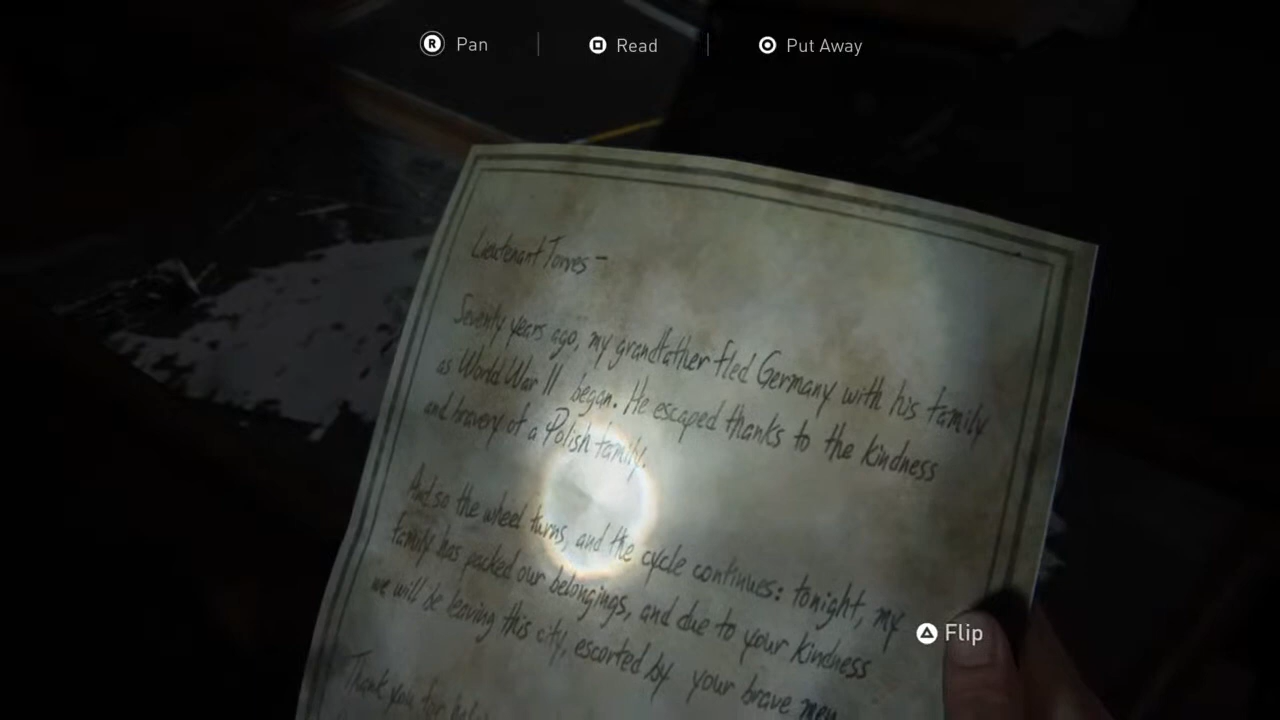 Pan
Read
Put Away
Lieutenant Torres –
Seventy years ago, my grandfather fled Germany with his family
as World War II began. He escaped thanks to the kindness
and bravery of a Polish family.
And so the wheel turns, and the cycle continues: tonight, my
family has packed our belongings, and due to your kindness
we will be leaving this city, escorted by your brave men
Thank you for
Flip